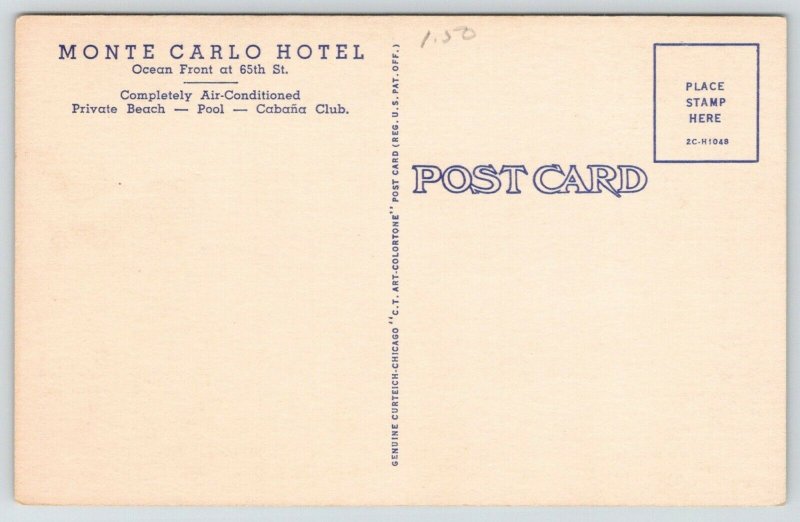 MONTE CARLO HOTEL
Ocean Front at 65th St.
Completely Air-Conditioned
Private Beach — Pool — Cabaña Club.
GENUINE CURTEICH-CHICAGO "C.T. ART-COLORTONE" POST CARD (REG. U.S. PAT. OFF.)
1.50
POST CARD
PLACE
STAMP
HERE
2C-H1048